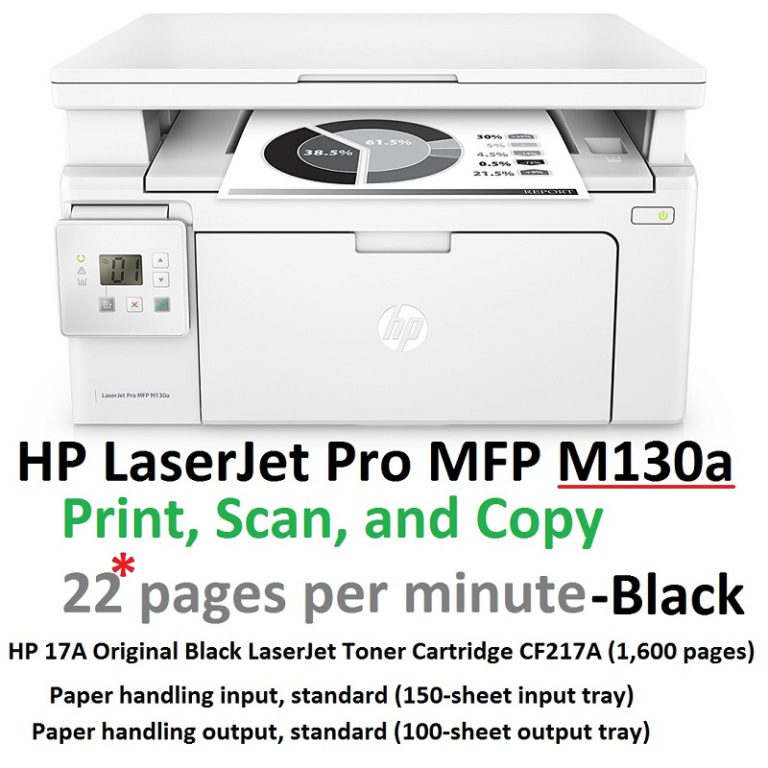 61.5%
38.5%
30%
5%
4.5%
0.5%
21.5%
REPORT
01
hp
LaserJet Pro MFP M130a
HP LaserJet Pro MFP M130a
Print, Scan, and Copy
22* pages per minute-Black
HP 17A Original Black LaserJet Toner Cartridge CF217A (1,600 pages)
Paper handling input, standard (150-sheet input tray)
Paper handling output, standard (100-sheet output tray)